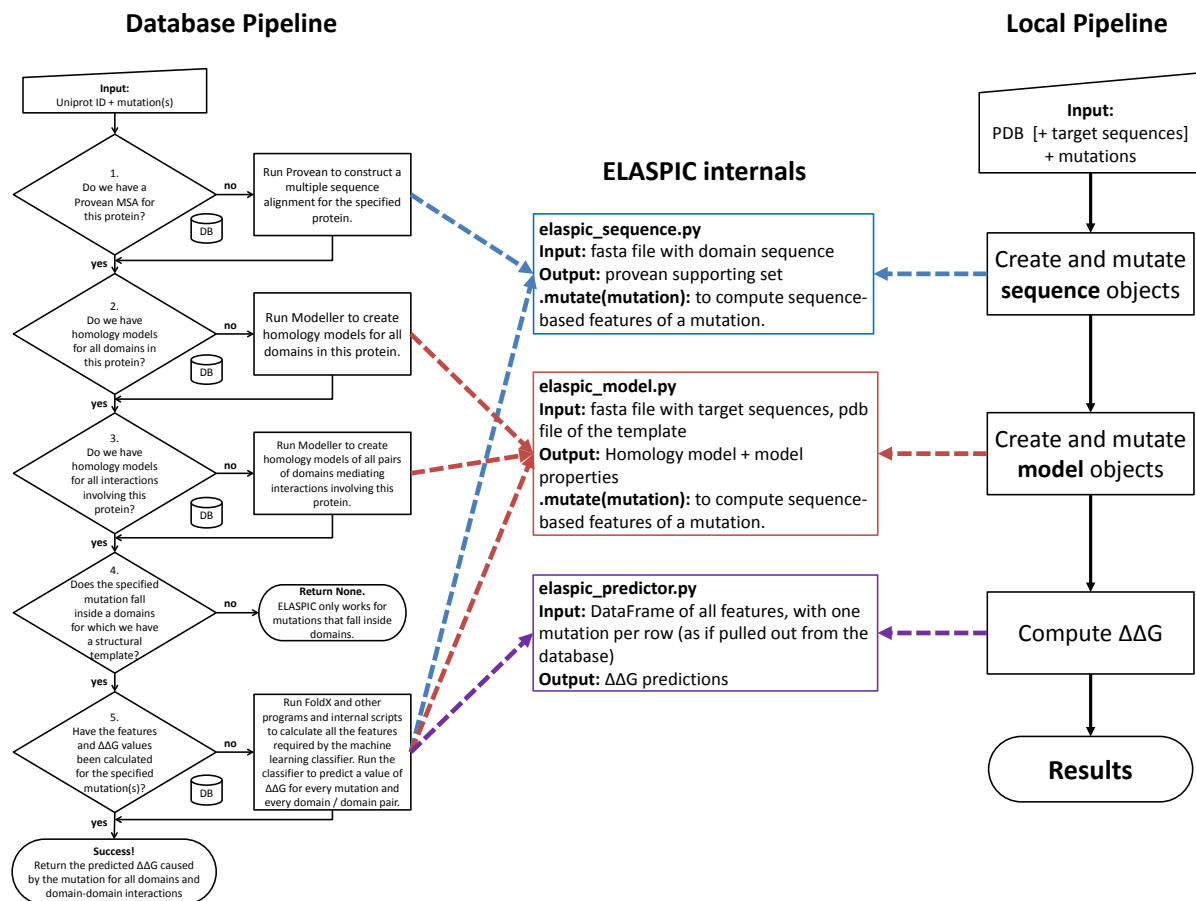 Database Pipeline
Input:
Uniprot ID + mutation(s)
1.
Do we have a
Provean MSA for
this protein?
no
DB
yes
Run Provean to construct a
multiple sequence
alignment for the specified
protein.
2.
Do we have
homology models
for all domains in
this protein?
no
DB
yes
Run Modeller to create
homology models for all
domains in this protein.
3.
Do we have
homology models
for all interactions
involving this
protein?
no
DB
yes
Run Modeller to create
homology models of all pairs
of domains mediating
interactions involving this
protein.
4.
Does the specified
mutation fall
inside a domains
for which we have
a structural
template?
no
yes
Return None.
ELASPIC only works for
mutations that fall inside
domains.
5.
Have the features
and ΔΔG values
been calculated
for the specified
mutation(s)?
no
DB
yes
Run FoldX and other
programs and internal scripts
to calculate all the features
required by the machine
learning classifier. Run the
classifier to predict a value of
ΔΔG for every mutation and
every domain / domain pair.
Success!
Return the predicted ΔΔG caused
by the mutation for all domains and
domain-domain interactions
ELASPIC internals
elaspic_sequence.py
Input: fasta file with domain sequence
Output: provean supporting set
.mutate(mutation): to compute sequence-
based features of a mutation.
elaspic_model.py
Input: fasta file with target sequences, pdb
file of the template
Output: Homology model + model
properties
.mutate(mutation): to compute sequence-
based features of a mutation.
elaspic_predictor.py
Input: DataFrame of all features, with one
mutation per row (as if pulled out from the
database)
Output: ΔΔG predictions
Local Pipeline
Input:
PDB [+ target sequences]
+ mutations
Create and mutate
sequence objects
Create and mutate
model objects
Compute ΔΔG
Results